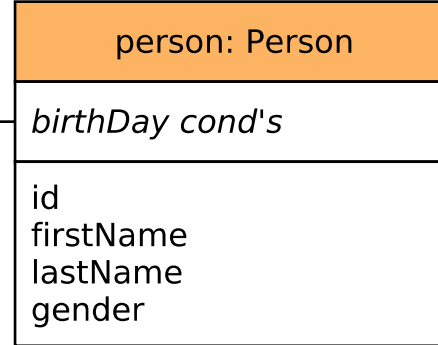 person: Person
birthDay cond's
id
firstName
lastName
gender